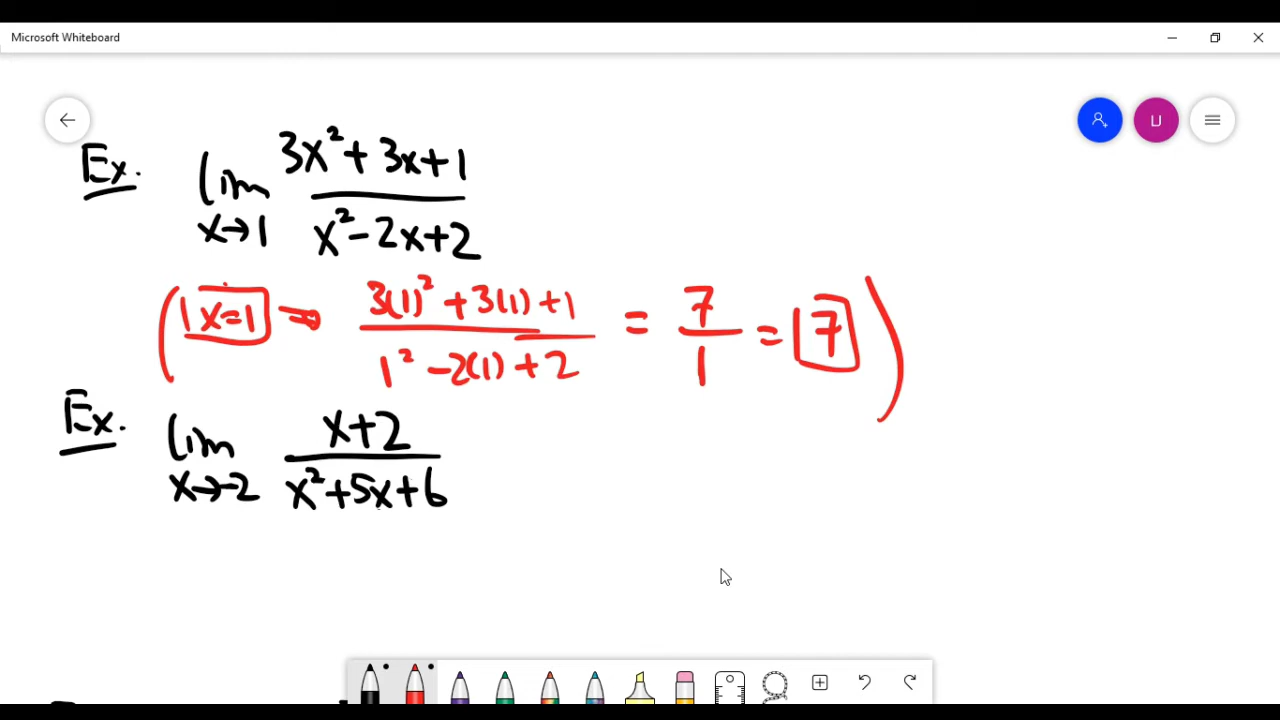 Microsoft Whiteboard
IJ
Ex. lim x→1 (3x²+3x+1)/(x²-2x+2)
(x=1 → (3(1)²+3(1)+1)/(1²-2(1)+2) = 7/1 = 7)
Ex. lim x→-2 (x+2)/(x²+5x+6)